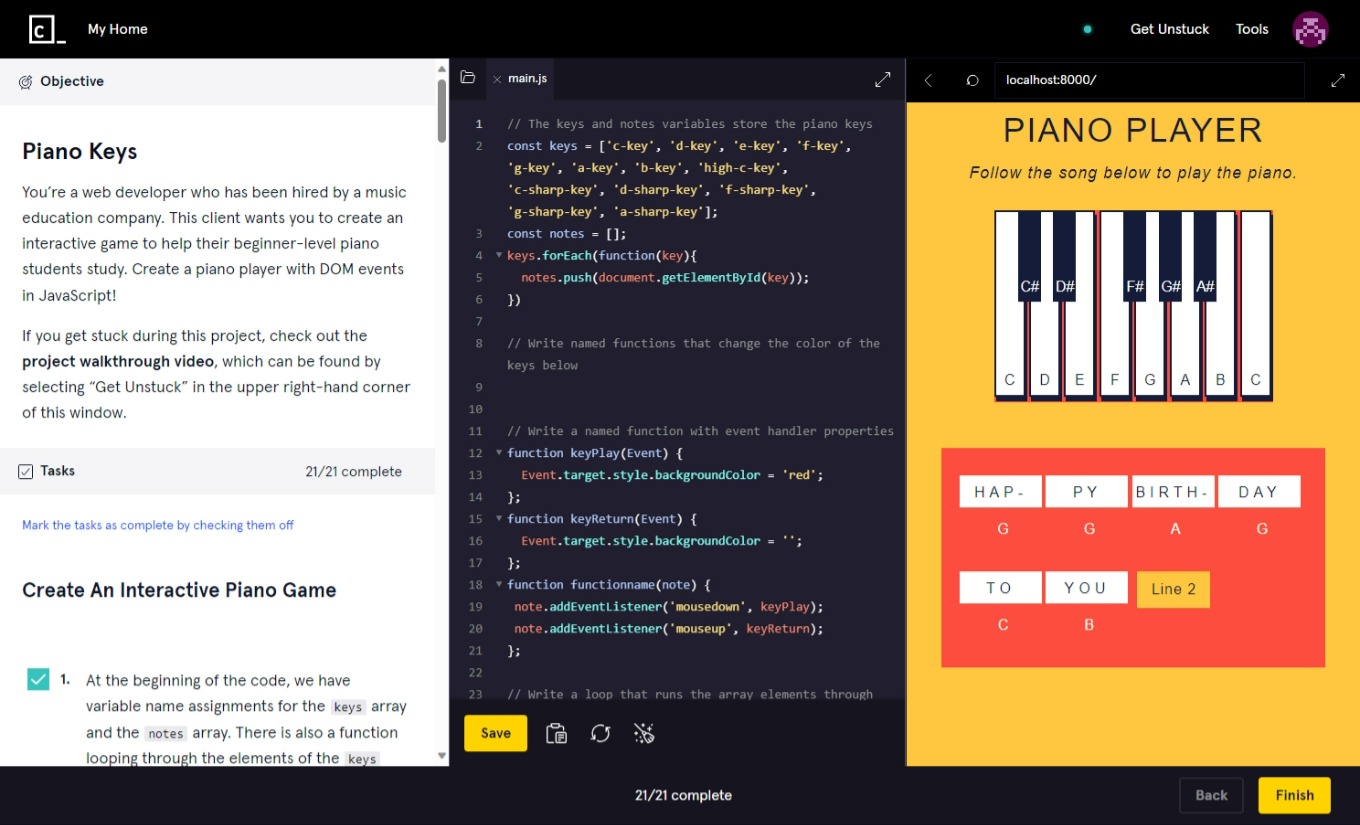 C_
My Home
Get Unstuck
Tools
Objective
Piano Keys
You’re a web developer who has been hired by a music
education company. This client wants you to create an
interactive game to help their beginner-level piano
students study. Create a piano player with DOM events
in JavaScript!
If you get stuck during this project, check out the
project walkthrough video, which can be found by
selecting “Get Unstuck” in the upper right-hand corner
of this window.
Tasks
21/21 complete
Mark the tasks as complete by checking them off
Create An Interactive Piano Game
1. At the beginning of the code, we have
variable name assignments for the keys array
and the notes array. There is also a function
looping through the elements of the keys
main.js
1 // The keys and notes variables store the piano keys
2 const keys = ['c-key', 'd-key', 'e-key', 'f-key',
'g-key', 'a-key', 'b-key', 'high-c-key',
'c-sharp-key', 'd-sharp-key', 'f-sharp-key',
'g-sharp-key', 'a-sharp-key'];
3 const notes = [];
4 keys.forEach(function(key){
5 notes.push(document.getElementById(key));
6 })
7
8 // Write named functions that change the color of the
keys below
9
10
11 // Write a named function with event handler properties
12 function keyPlay(Event) {
13 Event.target.style.backgroundColor = 'red';
14 };
15 function keyReturn(Event) {
16 Event.target.style.backgroundColor = '';
17 };
18 function functionname(note) {
19 note.addEventListener('mousedown', keyPlay);
20 note.addEventListener('mouseup', keyReturn);
21 };
22
23 // Write a loop that runs the array elements through
Save
localhost:8000/
PIANO PLAYER
Follow the song below to play the piano.
C# D# F# G# A#
C D E F G A B C
HAP- PY BIRTH- DAY
G G A G
TO YOU Line 2
C B
21/21 complete
Back
Finish